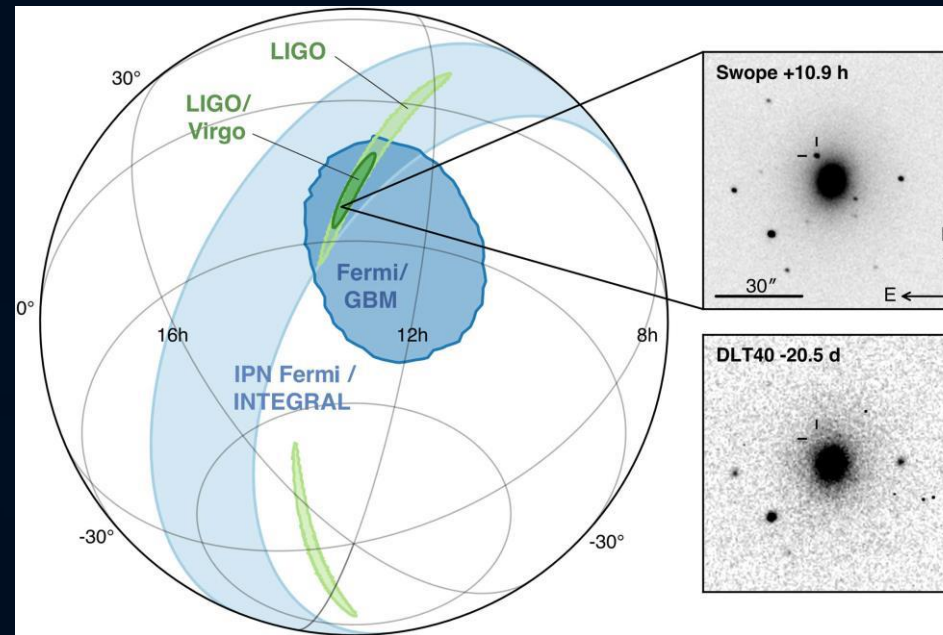 LIGO
30°
LIGO/
Virgo
Fermi/
GBM
0°
16h
12h
8h
IPN Fermi /
INTEGRAL
-30°
-30°
Swope +10.9 h
30"
E
DLT40 -20.5 d